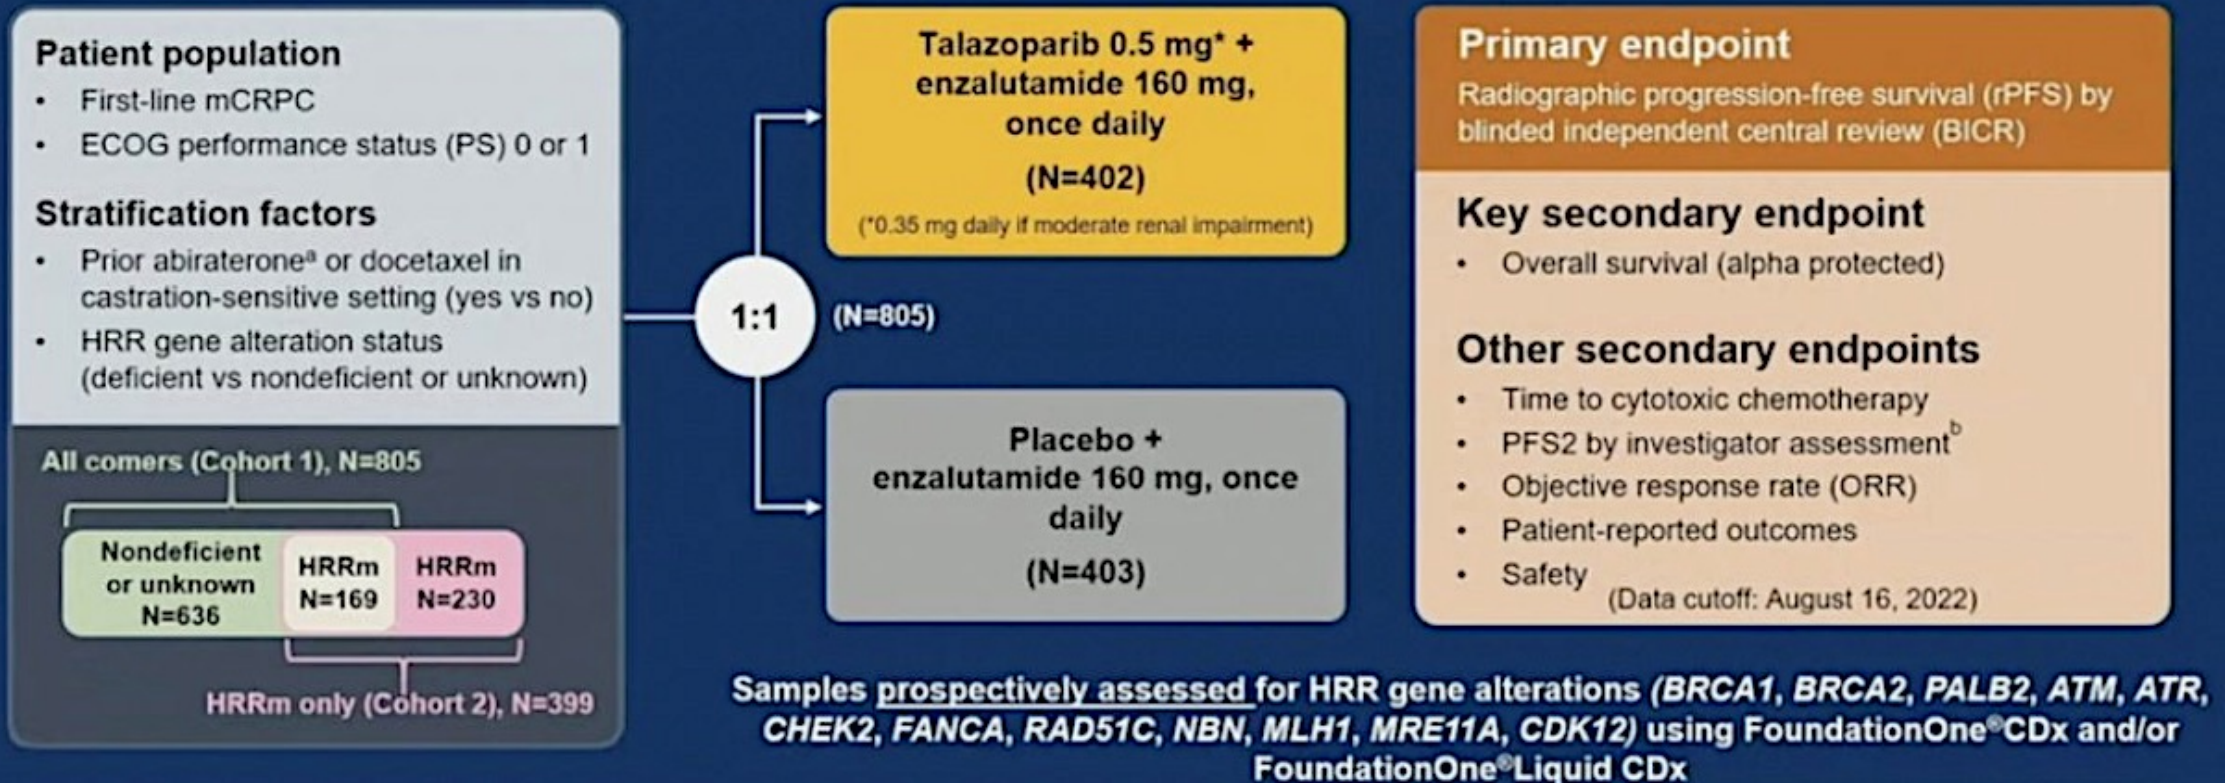 Patient population
• First-line mCRPC
• ECOG performance status (PS) 0 or 1
Stratification factors
• Prior abirateroneª or docetaxel in
castration-sensitive setting (yes vs no)
• HRR gene alteration status
(deficient vs nondeficient or unknown)
All comers (Cohort 1), N=805
Nondeficient
or unknown
N=636
HRRm
N=169
HRRm
N=230
HRRm only (Cohort 2), N=399
1:1
(N=805)
Talazoparib 0.5 mg* +
enzalutamide 160 mg,
once daily
(N=402)
(*0.35 mg daily if moderate renal impairment)
Placebo +
enzalutamide 160 mg, once
daily
(N=403)
Primary endpoint
Radiographic progression-free survival (rPFS) by
blinded independent central review (BICR)
Key secondary endpoint
• Overall survival (alpha protected)
Other secondary endpoints
• Time to cytotoxic chemotherapy
• PFS2 by investigator assessmentᵇ
• Objective response rate (ORR)
• Patient-reported outcomes
• Safety
(Data cutoff: August 16, 2022)
Samples prospectively assessed for HRR gene alterations (BRCA1, BRCA2, PALB2, ATM, ATR,
CHEK2, FANCA, RAD51C, NBN, MLH1, MRE11A, CDK12) using FoundationOne®CDx and/or
FoundationOne®Liquid CDx